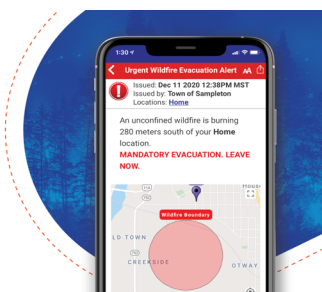 1:30
Urgent Wildfire Evacuation Alert AA
Issued: Dec 11 2020 12:38PM MST
Issued by: Town of Sampleton
Locations: Home
An unconfined wildfire is burning
280 meters south of your Home
location.
MANDATORY EVACUATION. LEAVE
NOW.
Wildfire Boundary
LD TOWN
CREEKSIDE
OTWAY